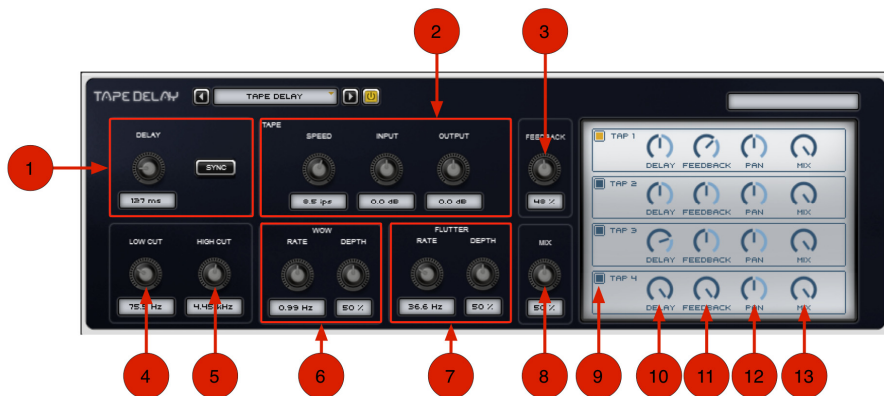 2
3
TAPE DELAY
TAPE DELAY
DELAY
SYNC
137 ms
1
TAPE
SPEED INPUT OUTPUT
9.5 ips 0.0 dB 0.0 dB
FEEDBACK
48 %
LOW CUT HIGH CUT
75.5 Hz 4.45 kHz
WOW
RATE DEPTH
0.99 Hz 50 %
FLUTTER
RATE DEPTH
36.6 Hz 50 %
MIX
50 %
TAP 1
DELAY FEEDBACK PAN MIX
TAP 2
DELAY FEEDBACK PAN MIX
TAP 3
DELAY FEEDBACK PAN MIX
TAP 4
DELAY FEEDBACK PAN MIX
4 5 6 7 8 9 10 11 12 13